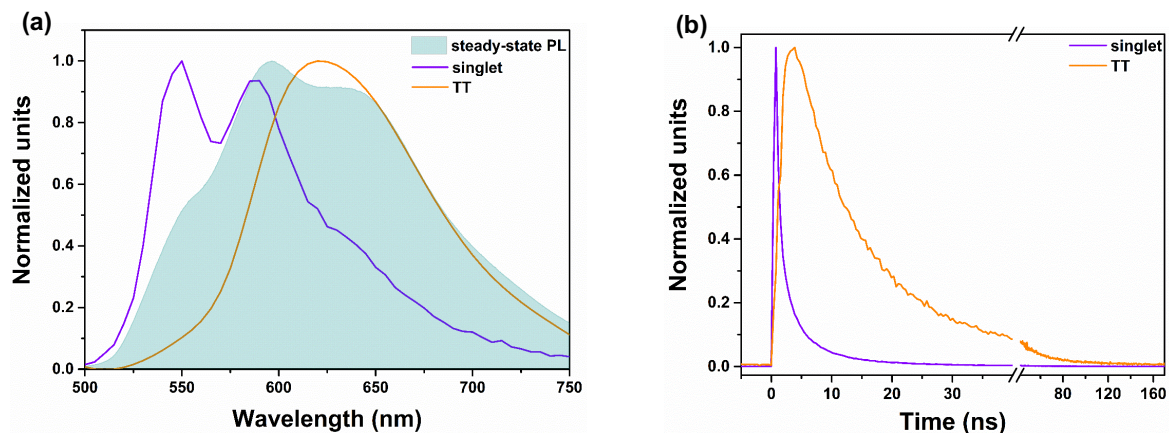 (a)
steady-state PL
singlet
TT
1.0
0.8
0.6
0.4
0.2
0.0
Normalized units
500 550 600 650 700 750
Wavelength (nm)
(b)
singlet
TT
1.0
0.8
0.6
0.4
0.2
0.0
Normalized units
0 10 20 30 80 120 160
Time (ns)